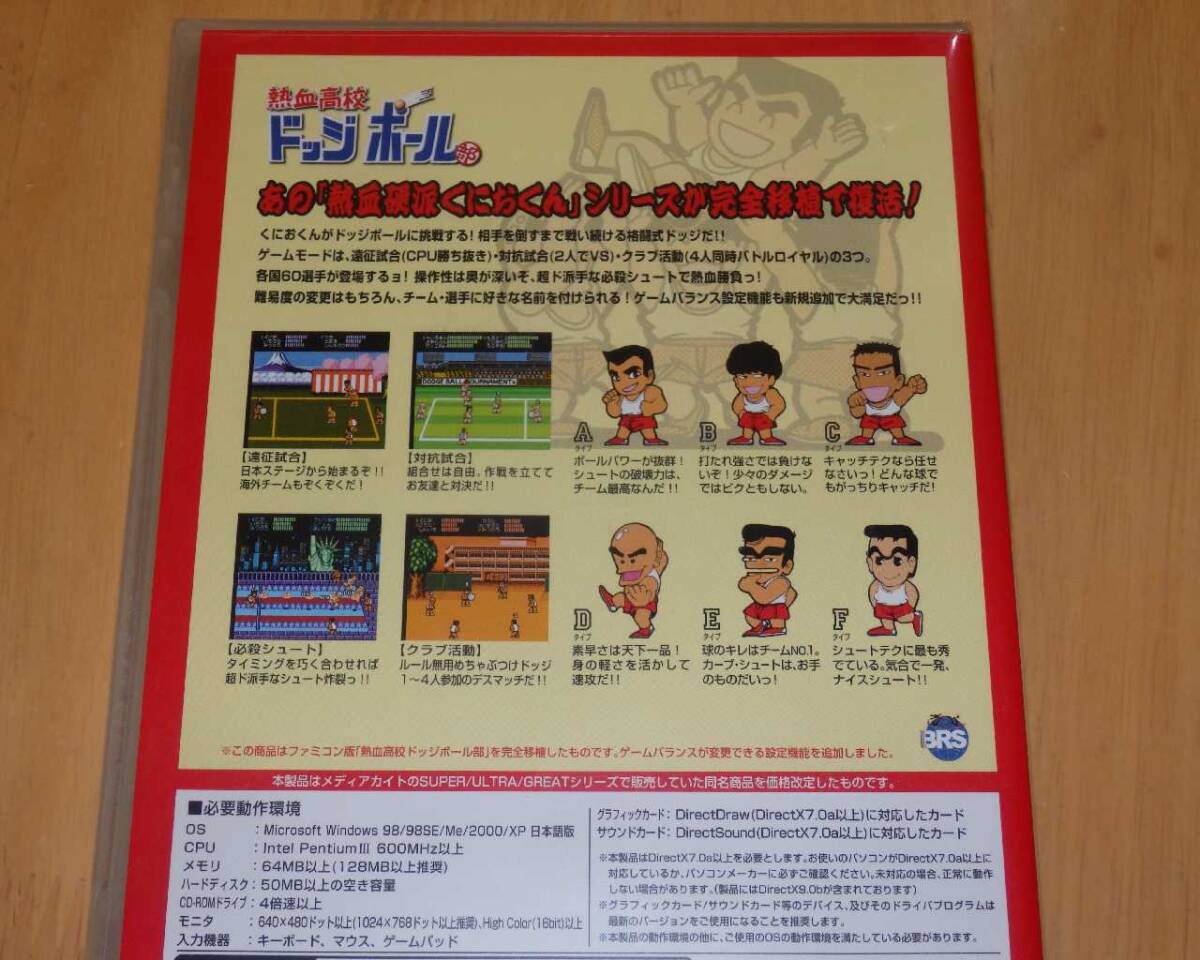 熱血高校
ドッジボール部
あの「熱血硬派くにおくん」シリーズが完全移植で復活!
くにおくんがドッジボールに挑戦する!相手を倒すまで戦い続ける格闘式ドッジだ!!
ゲームモードは、遠征試合(CPU勝ち抜き)・対抗試合(2人でVS)・クラブ活動(4人同時バトルロイヤル)の3つ。
各国60選手が登場するョ!操作性は奥が深いぞ、超ド派手な必殺シュートで熱血勝負っ!
難易度の変更はもちろん、チーム・選手に好きな名前を付けられる!ゲームバランス設定機能も新規追加で大満足だっ!!
DODGE BALL TOURNAMENT
【遠征試合】
日本ステージから始まるぞ!!
海外チームもぞくぞくだ!
【対抗試合】
組合せは自由。作戦を立てて
お友達と対決だ!!
A
タイプ
ボールパワーが抜群!
シュートの破壊力は、
チーム最高なんだ!!
B
タイプ
打たれ強さでは負けな
いぞ!少々のダメージ
ではビクともしない。
C
タイプ
キャッチテクなら任せ
なさいっ!どんな球で
もがっちりキャッチだ!
【必殺シュート】
タイミングを巧く合わせれば
超ド派手なシュート炸裂っ!!
【クラブ活動】
ルール無用めちゃぶつけドッジ
1〜4人参加のデスマッチだ!!
D
タイプ
素早さは天下一品!
身の軽さを活かして
速攻だ!!
E
タイプ
球のキレはチームNO.1。
カーブ・シュートは、お手
のものだいっ!
F
タイプ
シュートテクに最も秀
でている。気合で一発、
ナイスシュート!!
BRS
※この商品はファミコン版「熱血高校ドッジボール部」を完全移植したものです。ゲームバランスが変更できる設定機能を追加しました。
本製品はメディアカイトのSUPER/ULTRA/GREATシリーズで販売していた同名商品を価格改定したものです。
■必要動作環境
OS :Microsoft Windows 98/98SE/Me/2000/XP 日本語版
CPU :Intel PentiumⅢ 600MHz以上
メモリ :64MB以上(128MB以上推奨)
ハードディスク:50MB以上の空き容量
CD-ROMドライブ:4倍速以上
モニタ :640×480ドット以上(1024×768ドット以上推奨)、High Color(16bit)以上
入力機器 :キーボード、マウス、ゲームパッド
グラフィックカード:DirectDraw(DirectX7.0a以上)に対応したカード
サウンドカード:DirectSound(DirectX7.0a以上)に対応したカード
※本製品はDirectX7.0a以上を必要とします。お使いのパソコンがDirectX7.0a以上に
対応しているか、パソコンメーカーに必ずご確認ください。未対応の場合、正常に動作
しない場合があります。(製品にはDirectX9.0bが含まれております)
※グラフィックカード/サウンドカード等のデバイス、及びそのドライバプログラムは
最新のバージョンをご使用になることを推奨します。
※本製品の動作環境の他に、ご使用のOSの動作環境を満たしている必要があります。